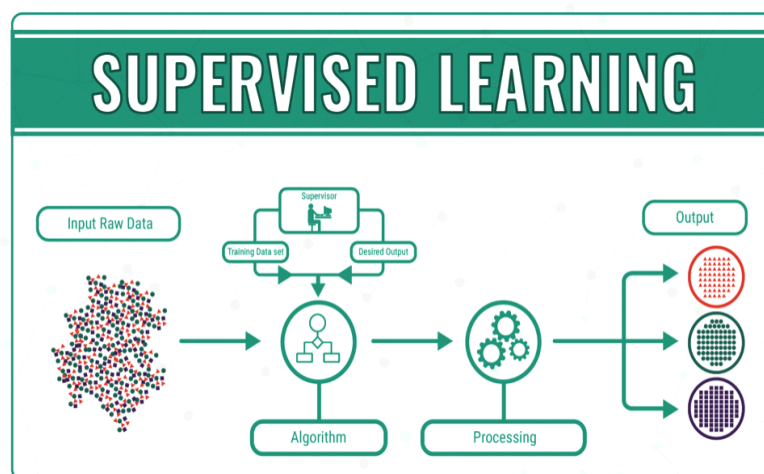 SUPERVISED LEARNING
Supervisor
Input Raw Data
Output
Training Data set
Desired Output
Algorithm
Processing